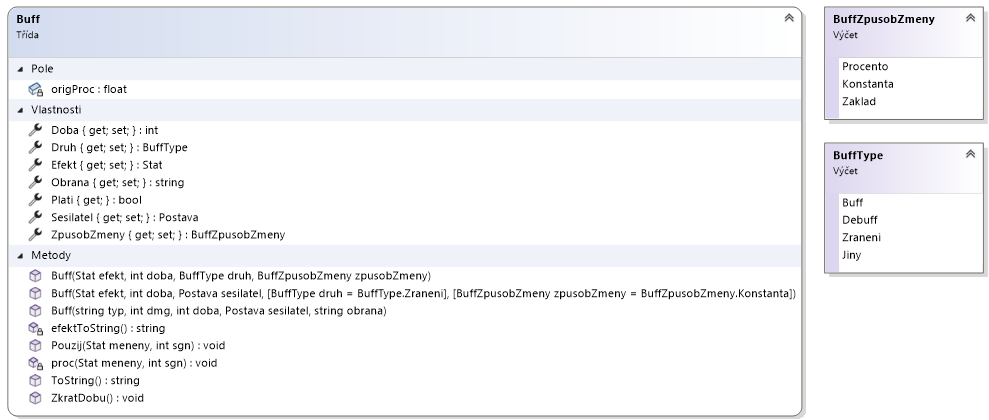 Buff
Třída
Pole
origProc : float
Vlastnosti
Doba { get; set; } : int
Druh { get; set; } : BuffType
Efekt { get; set; } : Stat
Obrana { get; set; } : string
Plati { get; } : bool
Sesilatel { get; set; } : Postava
ZpusobZmeny { get; set; } : BuffZpusobZmeny
Metody
Buff(Stat efekt, int doba, BuffType druh, BuffZpusobZmeny zpusobZmeny)
Buff(Stat efekt, int doba, Postava sesilatel, [BuffType druh = BuffType.Zraneni], [BuffZpusobZmeny zpusobZmeny = BuffZpusobZmeny.Konstanta])
Buff(string typ, int dmg, int doba, Postava sesilatel, string obrana)
efektToString() : string
Pouzij(Stat meneny, int sgn) : void
proc(Stat meneny, int sgn) : void
ToString() : string
ZkratDobu() : void
BuffZpusobZmeny
Výčet
Procento
Konstanta
Zaklad
BuffType
Výčet
Buff
Debuff
Zraneni
Jiny